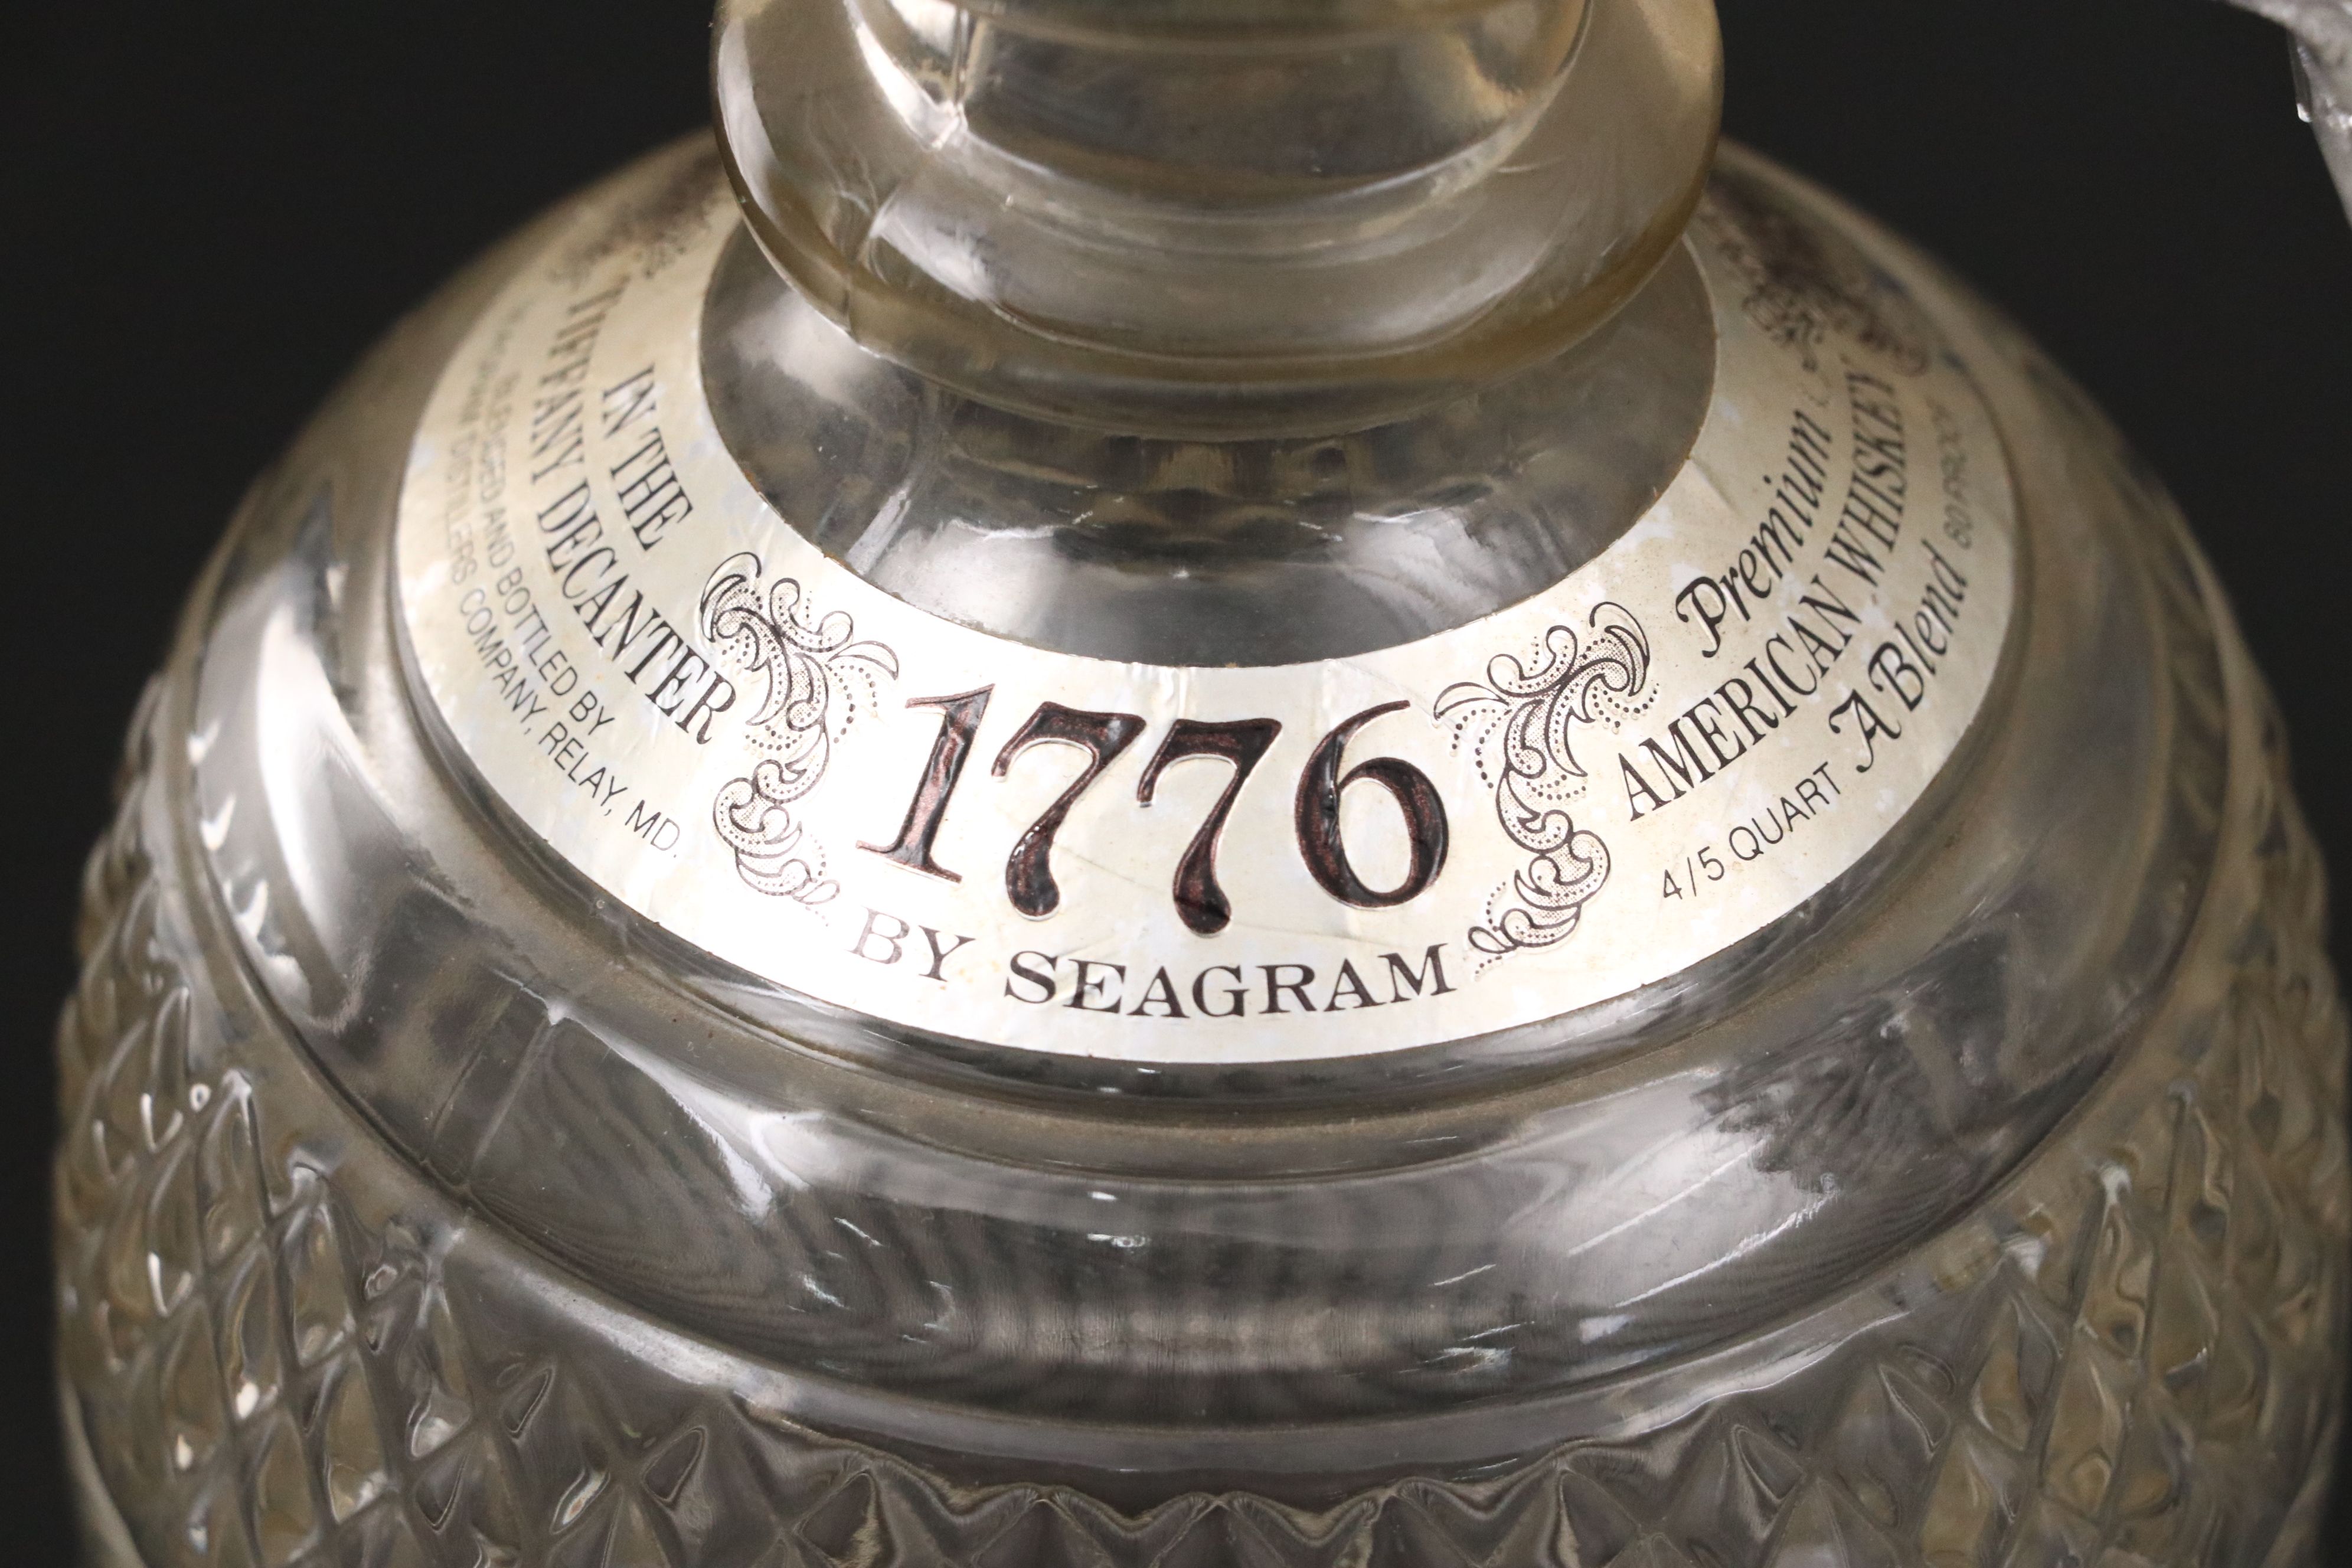 IN THE
TIFFANY DECANTER
BLENDED AND BOTTLED BY
DISTILLERS COMPANY, RELAY, MD.
1776
BY SEAGRAM
Premium
AMERICAN WHISKEY
A Blend
4/5 QUART